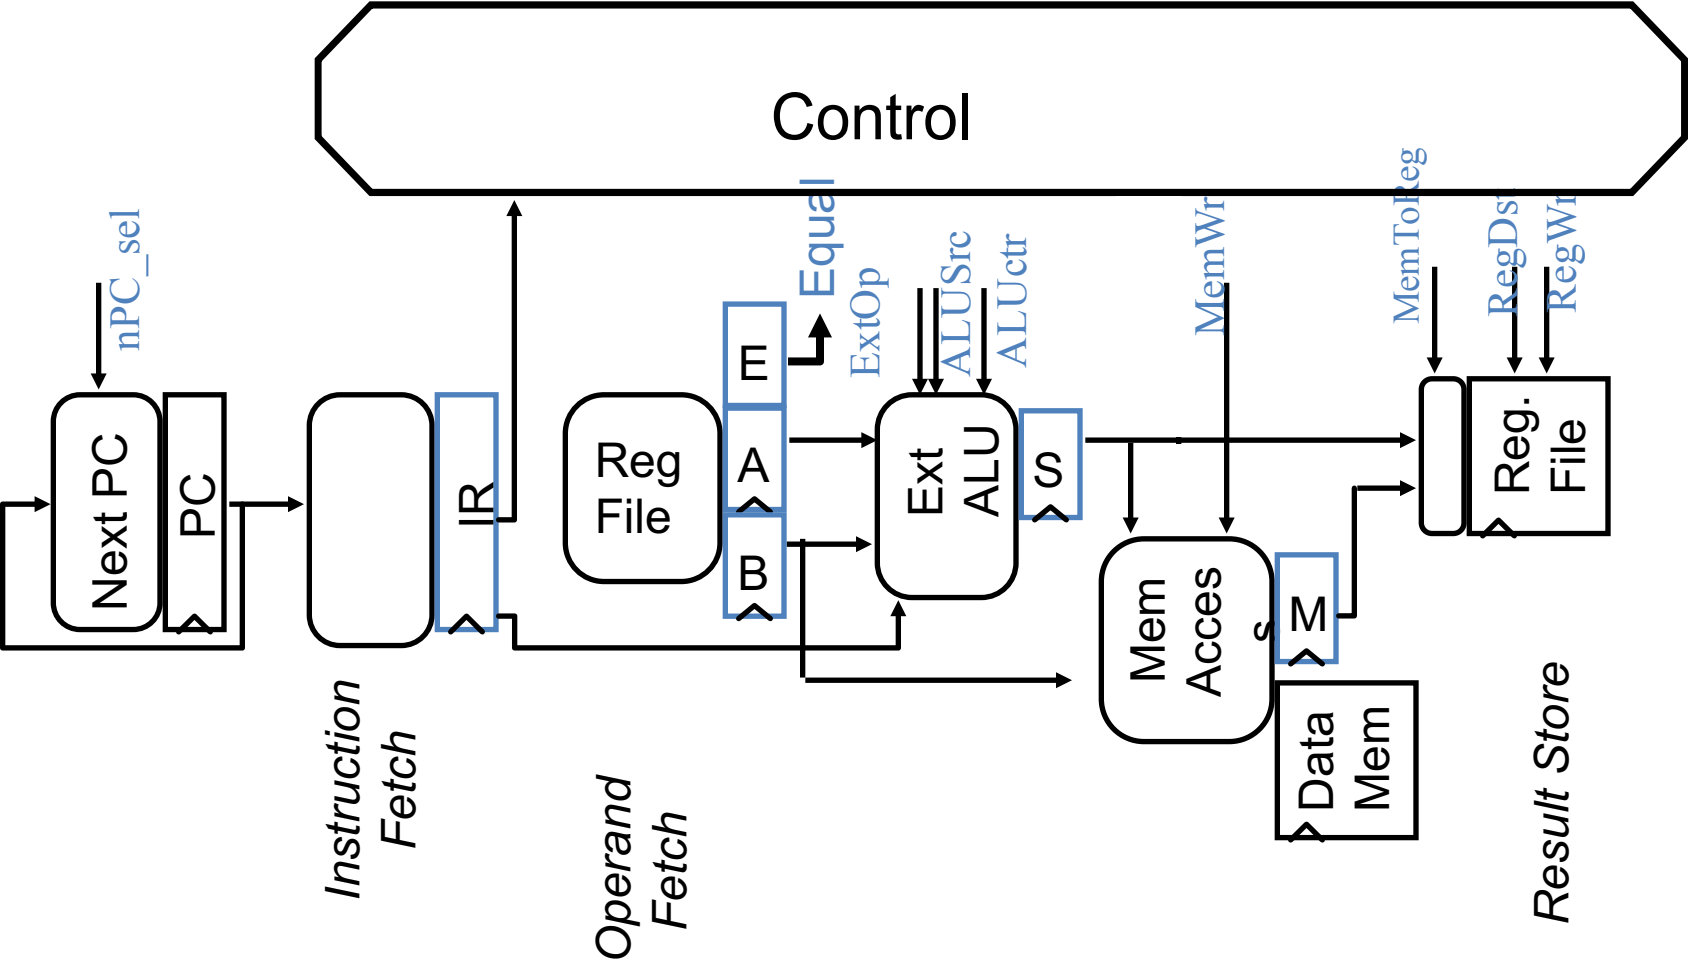 Control
nPC_sel
Equal
ExtOp
ALUSrc
ALUctr
MemWr
MemToReg
RegDst
RegWr
Next PC
PC
IR
Reg
File
E
A
B
Ext
ALU
S
Mem
Acces
s
M
Data
Mem
Reg.
File
Instruction
Fetch
Operand
Fetch
Result Store